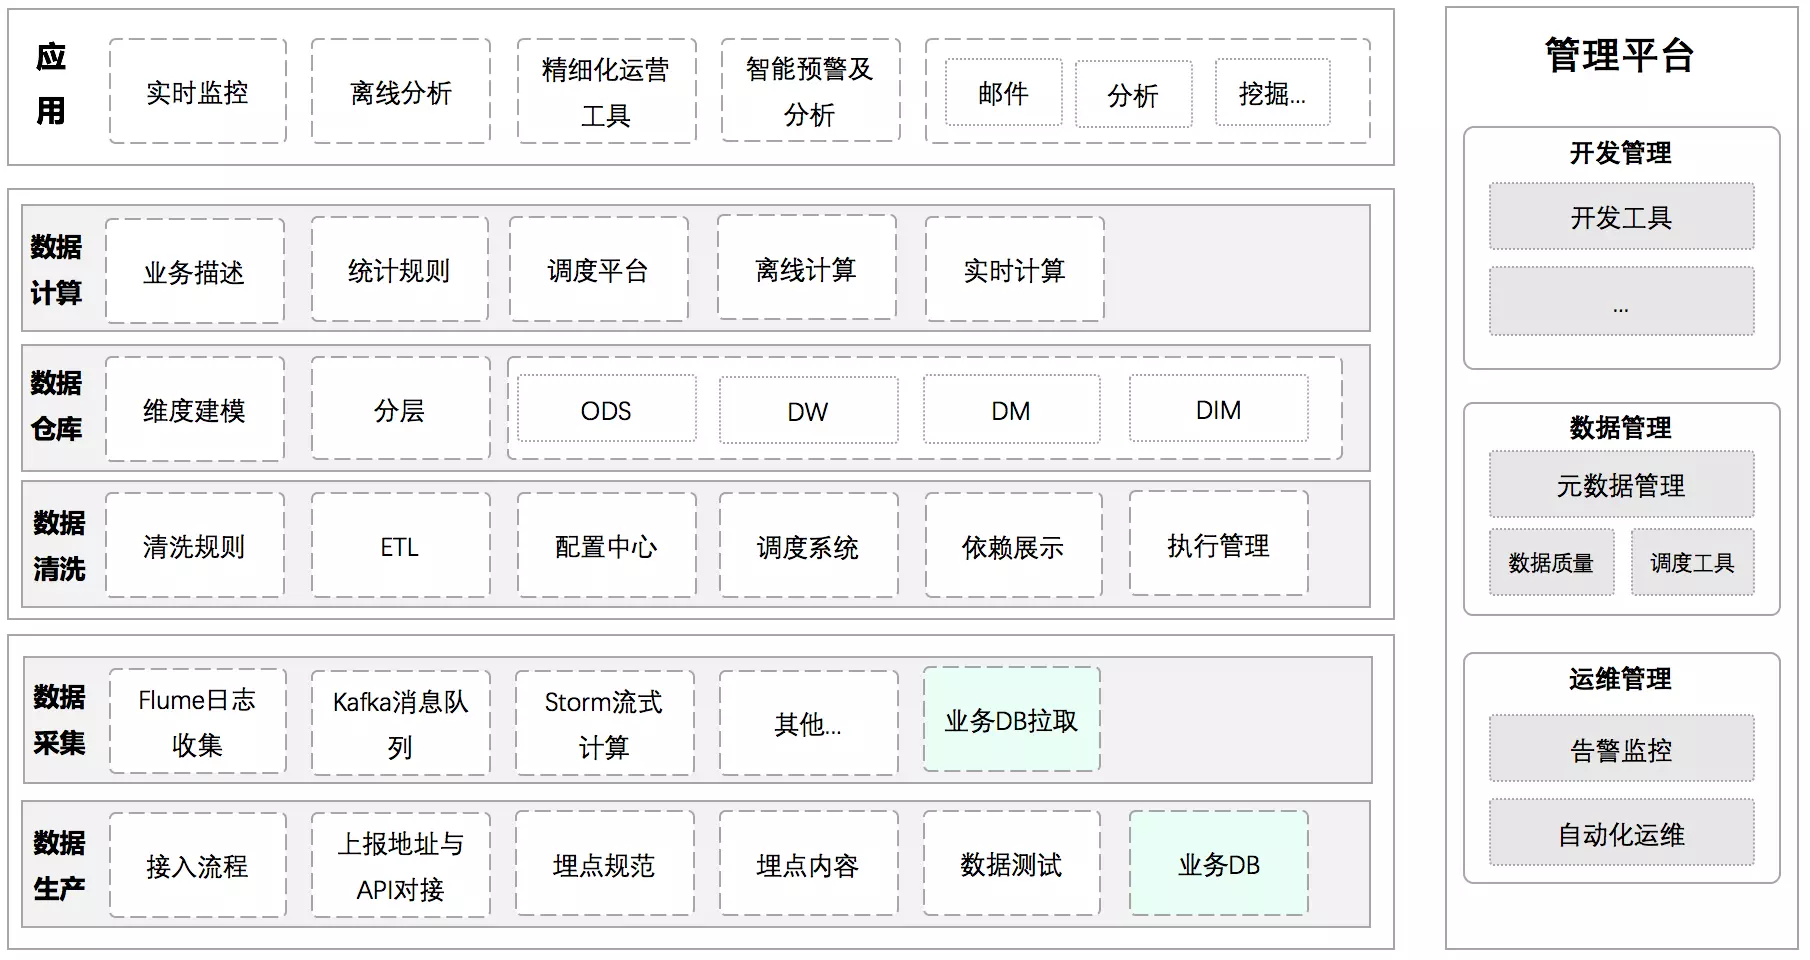 应
用
实时监控
离线分析
精细化运营
工具
智能预警及
分析
邮件
分析
挖掘...
数据
计算
业务描述
统计规则
调度平台
离线计算
实时计算
数据
仓库
维度建模
分层
ODS
DW
DM
DIM
数据
清洗
清洗规则
ETL
配置中心
调度系统
依赖展示
执行管理
数据
采集
Flume日志
收集
Kafka消息队
列
Storm流式
计算
其他...
业务DB拉取
数据
生产
接入流程
上报地址与
API对接
埋点规范
埋点内容
数据测试
业务DB
管理平台
开发管理
开发工具
...
数据管理
元数据管理
数据质量
调度工具
运维管理
告警监控
自动化运维